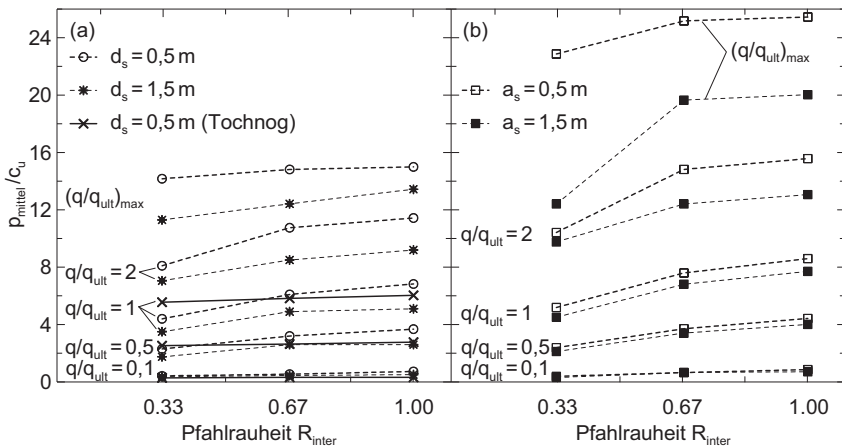 (a)
d_s = 0,5 m
d_s = 1,5 m
d_s = 0,5 m (Tochnog)
(q/q_ult)_max
q/q_ult = 2
q/q_ult = 1
q/q_ult = 0,5
q/q_ult = 0,1
24
20
16
12
8
4
0
p_mittel/c_u
0.33 0.67 1.00
Pfahlrauheit R_inter
(b)
(q/q_ult)_max
a_s = 0,5 m
a_s = 1,5 m
q/q_ult = 2
q/q_ult = 1
q/q_ult = 0,5
q/q_ult = 0,1
0.33 0.67 1.00
Pfahlrauheit R_inter